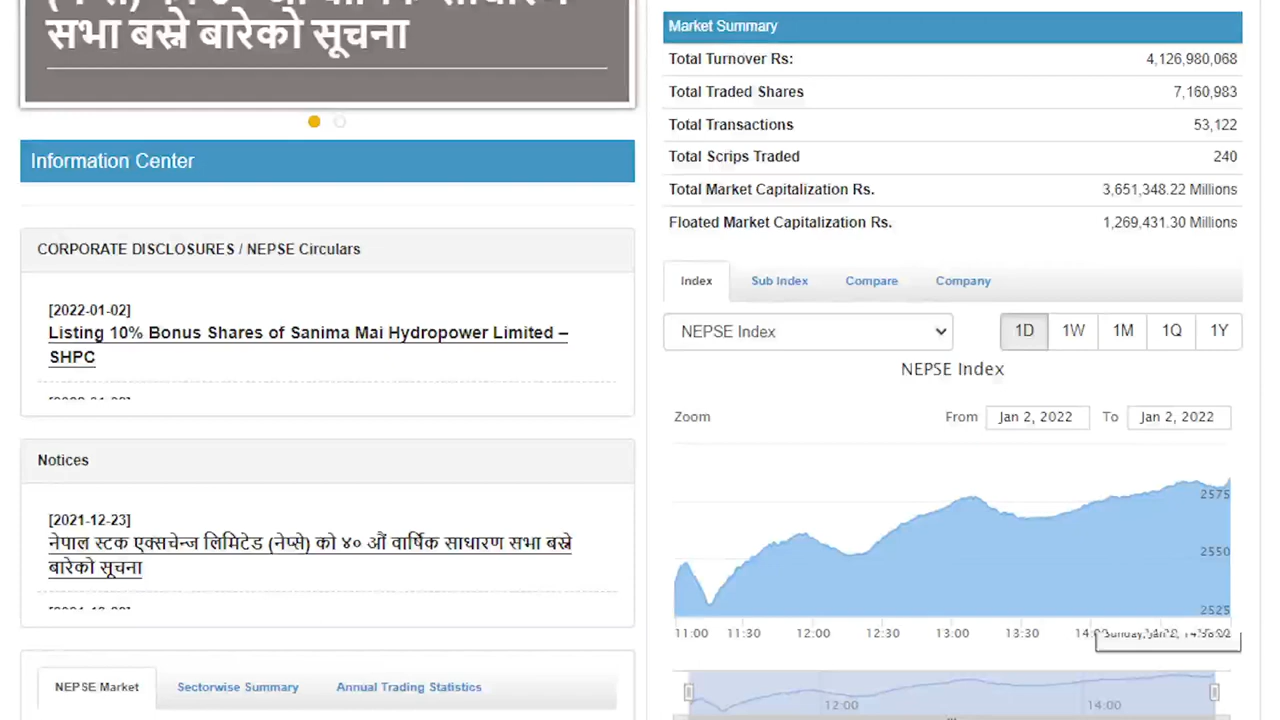 सभा बस्ने बारेको सूचना
Information Center
CORPORATE DISCLOSURES / NEPSE Circulars
[2022-01-02]
Listing 10% Bonus Shares of Sanima Mai Hydropower Limited –
SHPC
Notices
[2021-12-23]
नेपाल स्टक एक्सचेन्ज लिमिटेड (नेप्से) को ४० औं वार्षिक साधारण सभा बस्ने
बारेको सूचना
NEPSE Market Sectorwise Summary Annual Trading Statistics
Market Summary
Total Turnover Rs: 4,126,980,068
Total Traded Shares 7,160,983
Total Transactions 53,122
Total Scrips Traded 240
Total Market Capitalization Rs. 3,651,348.22 Millions
Floated Market Capitalization Rs. 1,269,431.30 Millions
Index Sub Index Compare Company
NEPSE Index 1D 1W 1M 1Q 1Y
NEPSE Index
Zoom From Jan 2, 2022 To Jan 2, 2022
2575
2550
2525
11:00 11:30 12:00 12:30 13:00 13:30
12:00 14:00